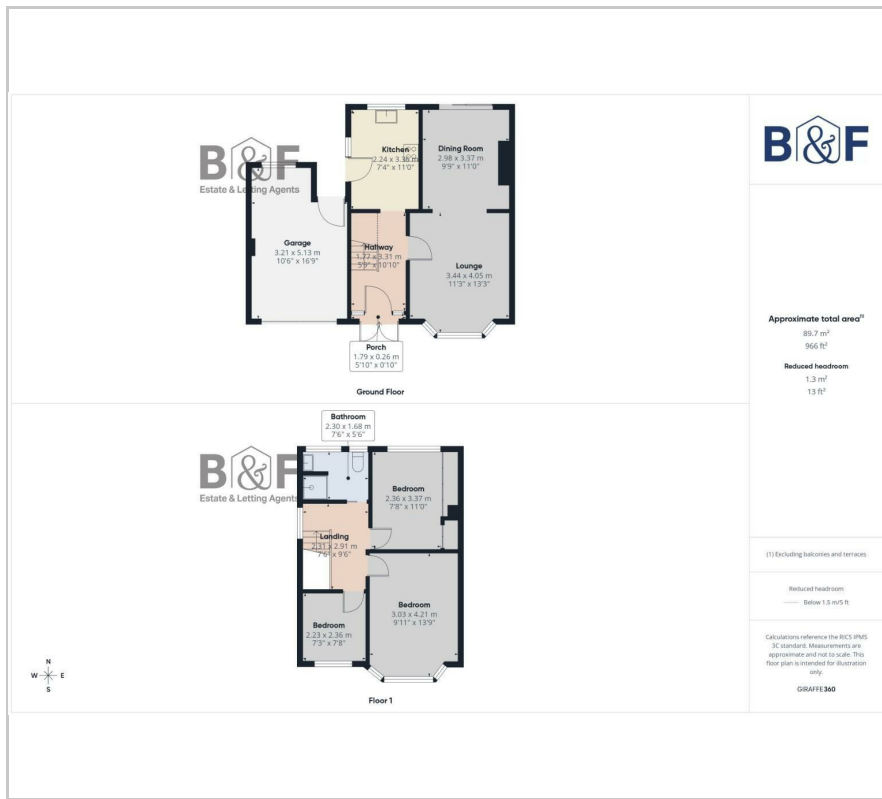 B&F
Estate & Letting Agents
Kitchen
2.24 x 3.36 m
7'4" x 11'0"
Dining Room
2.98 x 3.37 m
9'9" x 11'0"
Garage
3.21 x 5.13 m
10'6" x 16'9"
Hallway
1.77 x 3.31 m
5'9" x 10'10"
Lounge
3.44 x 4.05 m
11'3" x 13'3"
Porch
1.79 x 0.26 m
5'10" x 0'10"
Ground Floor
Bathroom
2.30 x 1.68 m
7'6" x 5'6"
B&F
Estate & Letting Agents
Bedroom
2.36 x 3.37 m
7'8" x 11'0"
Landing
2.31 x 2.91 m
7'6" x 9'6"
Bedroom
3.03 x 4.21 m
9'11" x 13'9"
Bedroom
2.23 x 2.36 m
7'3" x 7'8"
N
W E
S
Floor 1
B&F
Approximate total area(1)
89.7 m²
966 ft²
Reduced headroom
1.3 m²
13 ft²
(1) Excluding balconies and terraces
Reduced headroom
Below 1.5 m/5 ft
Calculations reference the RICS IPMS
3C standard. Measurements are
approximate and not to scale. This
floor plan is intended for illustration
only.
GIRAFFE360